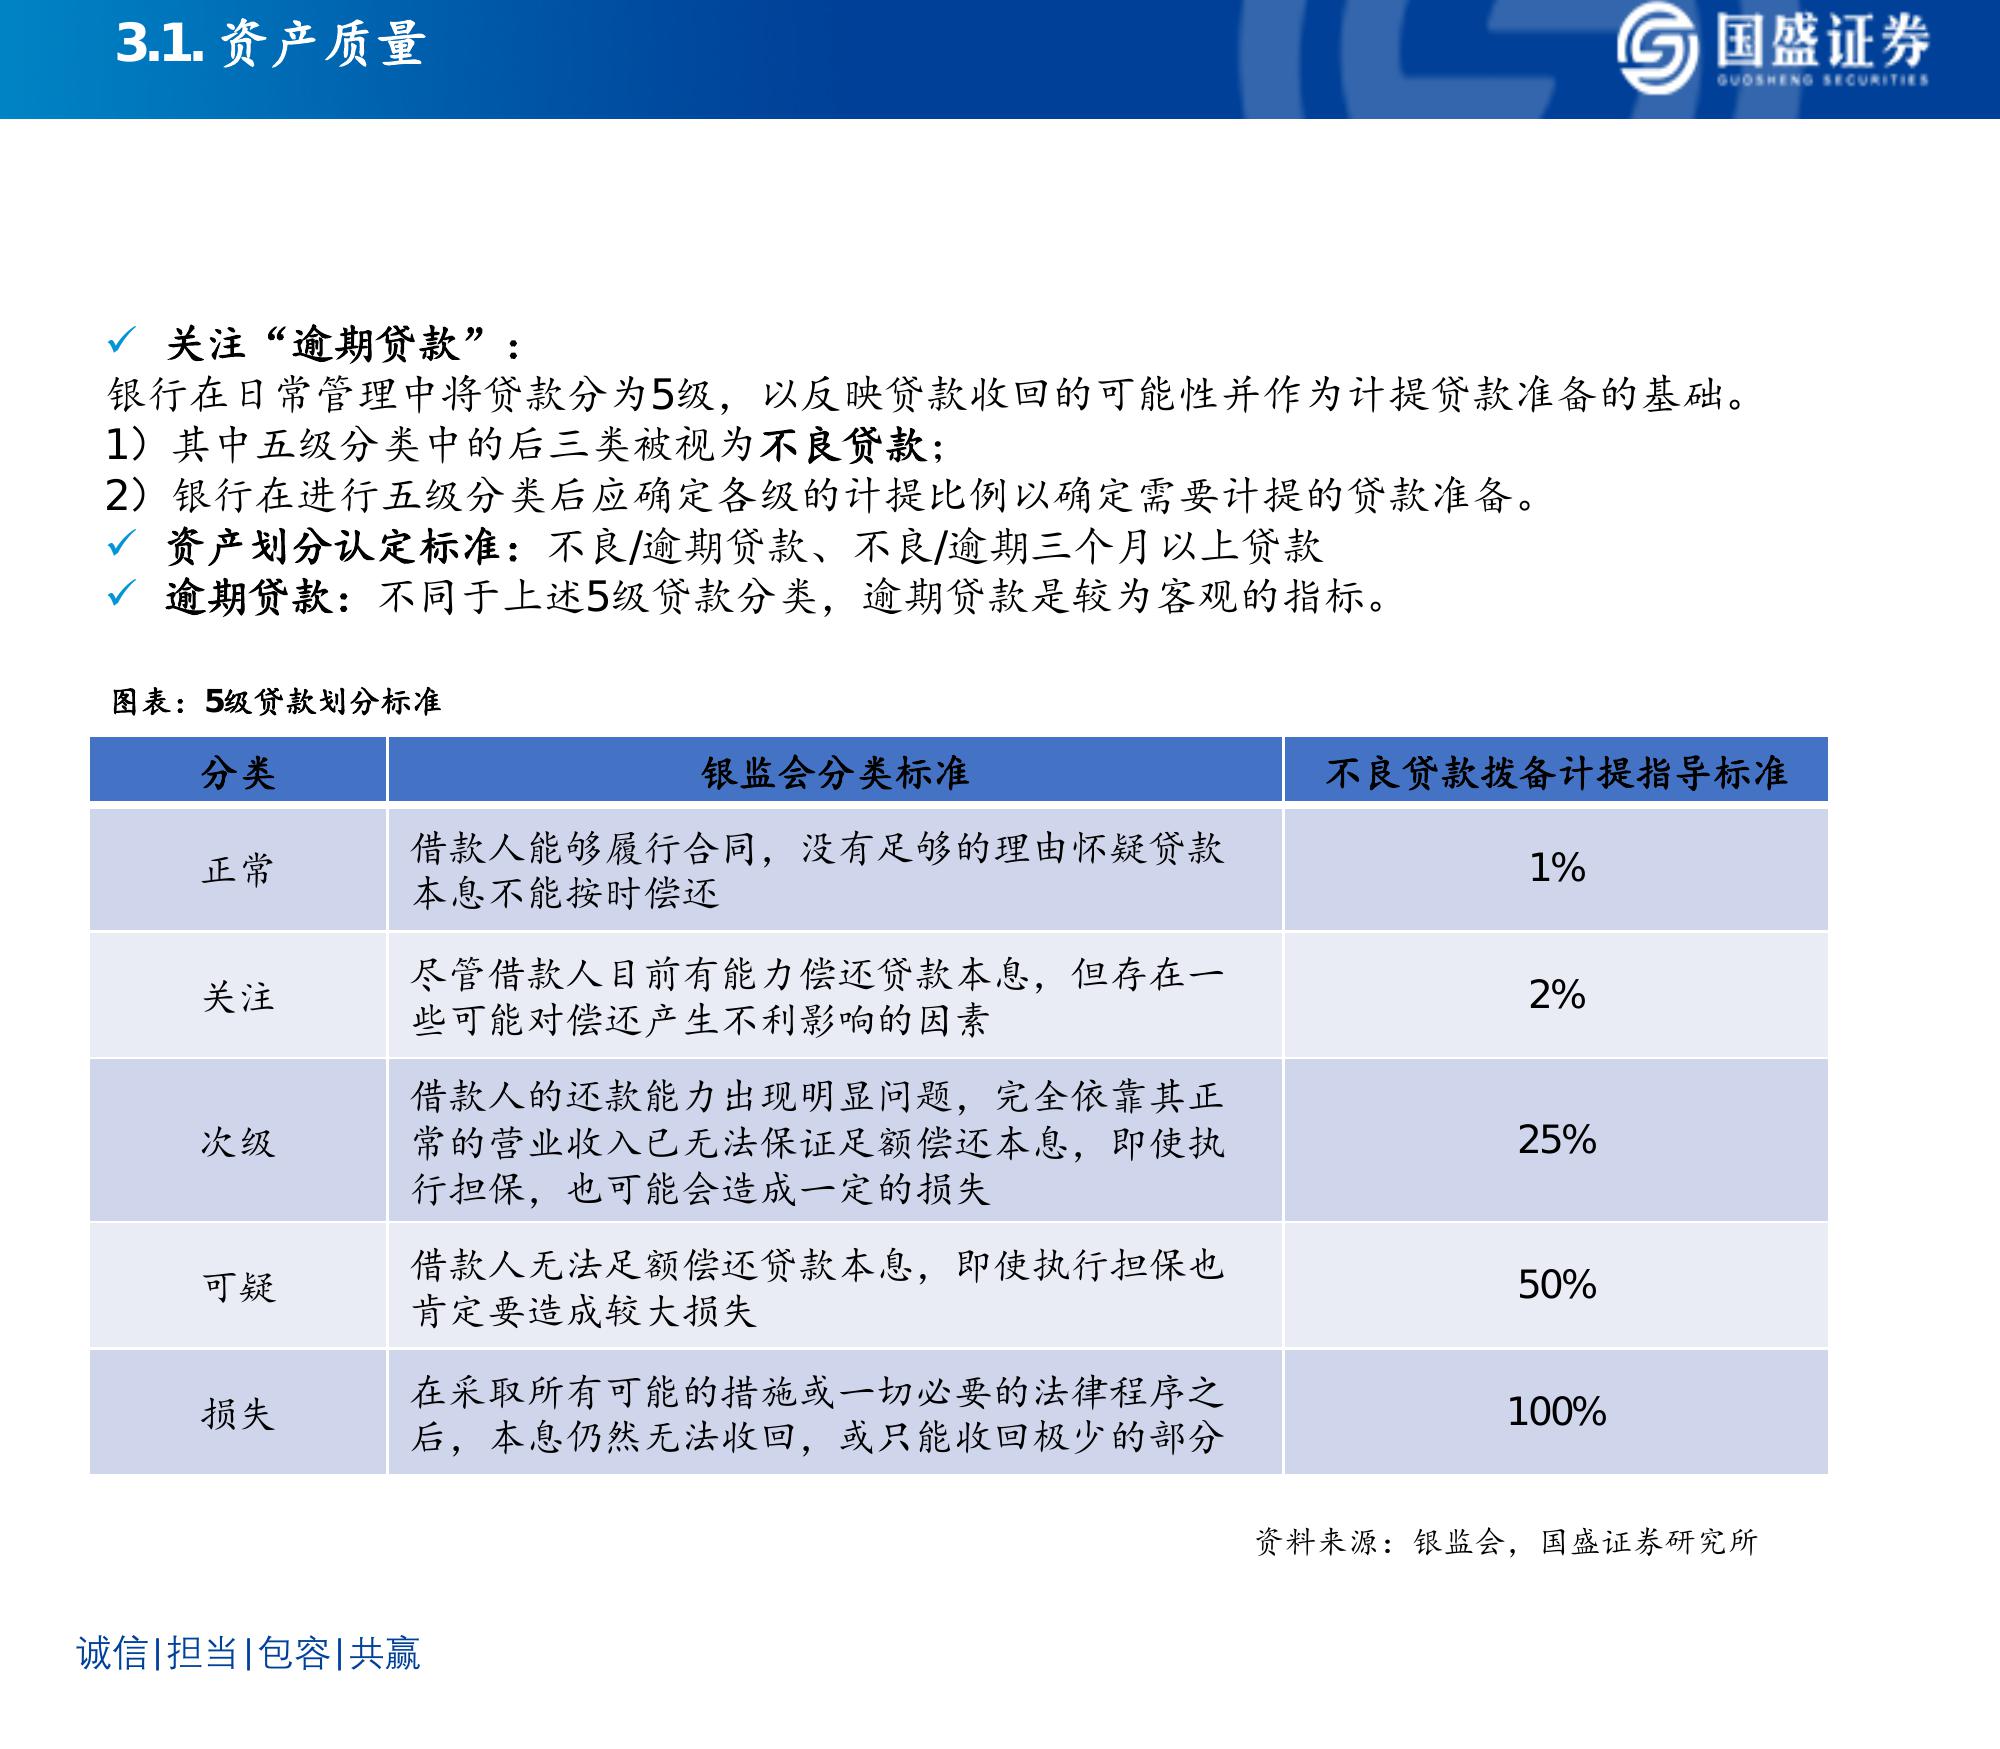 3.1. 资产质量
国盛证券
GUOSHENG SECURITIES
✓ 关注“逾期贷款”：
银行在日常管理中将贷款分为5级，以反映贷款收回的可能性并作为计提贷款准备的基础。
1）其中五级分类中的后三类被视为不良贷款；
2）银行在进行五级分类后应确定各级的计提比例以确定需要计提的贷款准备。
✓ 资产划分认定标准：不良/逾期贷款、不良/逾期三个月以上贷款
✓ 逾期贷款：不同于上述5级贷款分类，逾期贷款是较为客观的指标。
图表：5级贷款划分标准
分类 银监会分类标准 不良贷款拨备计提指导标准
正常
借款人能够履行合同，没有足够的理由怀疑贷款
本息不能按时偿还
1%
关注
尽管借款人目前有能力偿还贷款本息，但存在一
些可能对偿还产生不利影响的因素
2%
次级
借款人的还款能力出现明显问题，完全依靠其正
常的营业收入已无法保证足额偿还本息，即使执
行担保，也可能会造成一定的损失
25%
可疑
借款人无法足额偿还贷款本息，即使执行担保也
肯定要造成较大损失
50%
损失
在采取所有可能的措施或一切必要的法律程序之
后，本息仍然无法收回，或只能收回极少的部分
100%
资料来源：银监会，国盛证券研究所
诚信|担当|包容|共赢